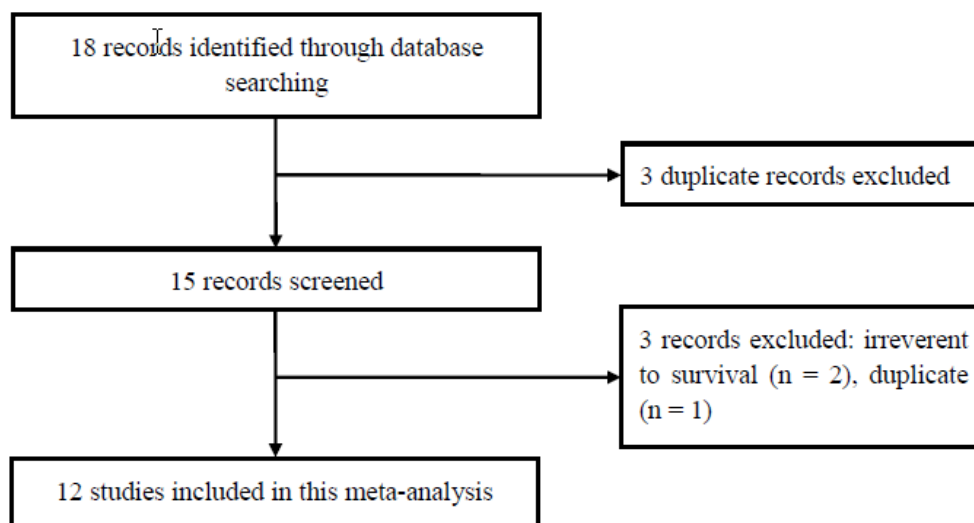 18 records identified through database
searching
3 duplicate records excluded
15 records screened
3 records excluded: irreverent
to survival (n = 2), duplicate
(n = 1)
12 studies included in this meta-analysis